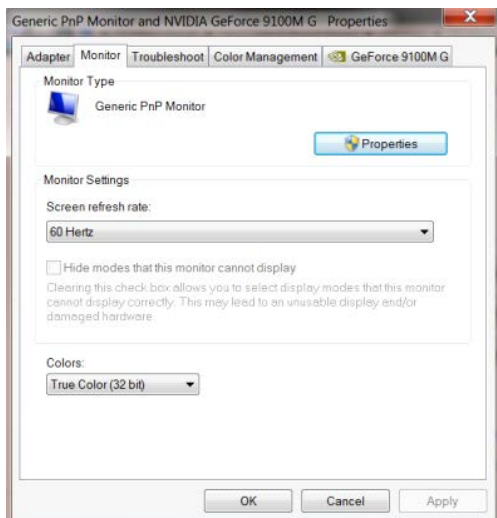 Generic PnP Monitor and NVIDIA GeForce 9100M G Properties
Adapter Monitor Troubleshoot Color Management GeForce 9100M G
Monitor Type
Generic PnP Monitor
Properties
Monitor Settings
Screen refresh rate:
60 Hertz
Hide modes that this monitor cannot display
Clearing this check box allows you to select display modes that this monitor
cannot display correctly. This may lead to an unusable display and/or
damaged hardware.
Colors:
True Color (32 bit)
OK Cancel Apply